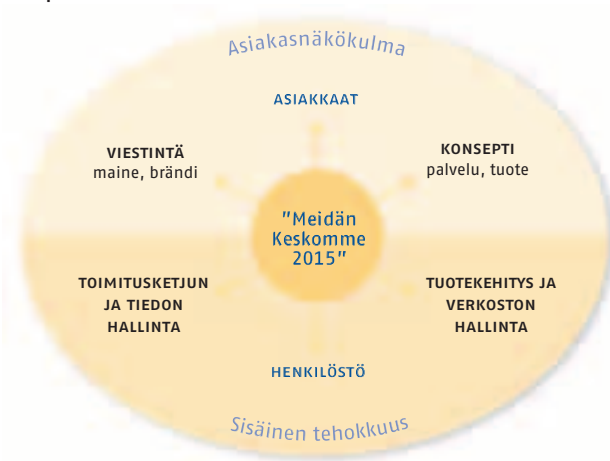 Asiakasnäkökulma
ASIAKKAAT
VIESTINTÄ
maine, brändi
KONSEPTI
palvelu, tuote
"Meidän
Keskomme
2015"
TOIMITUSKETJUN
JA TIEDON
HALLINTA
TUOTEKEHITYS JA
VERKOSTON
HALLINTA
HENKILÖSTÖ
Sisäinen tehokkuus